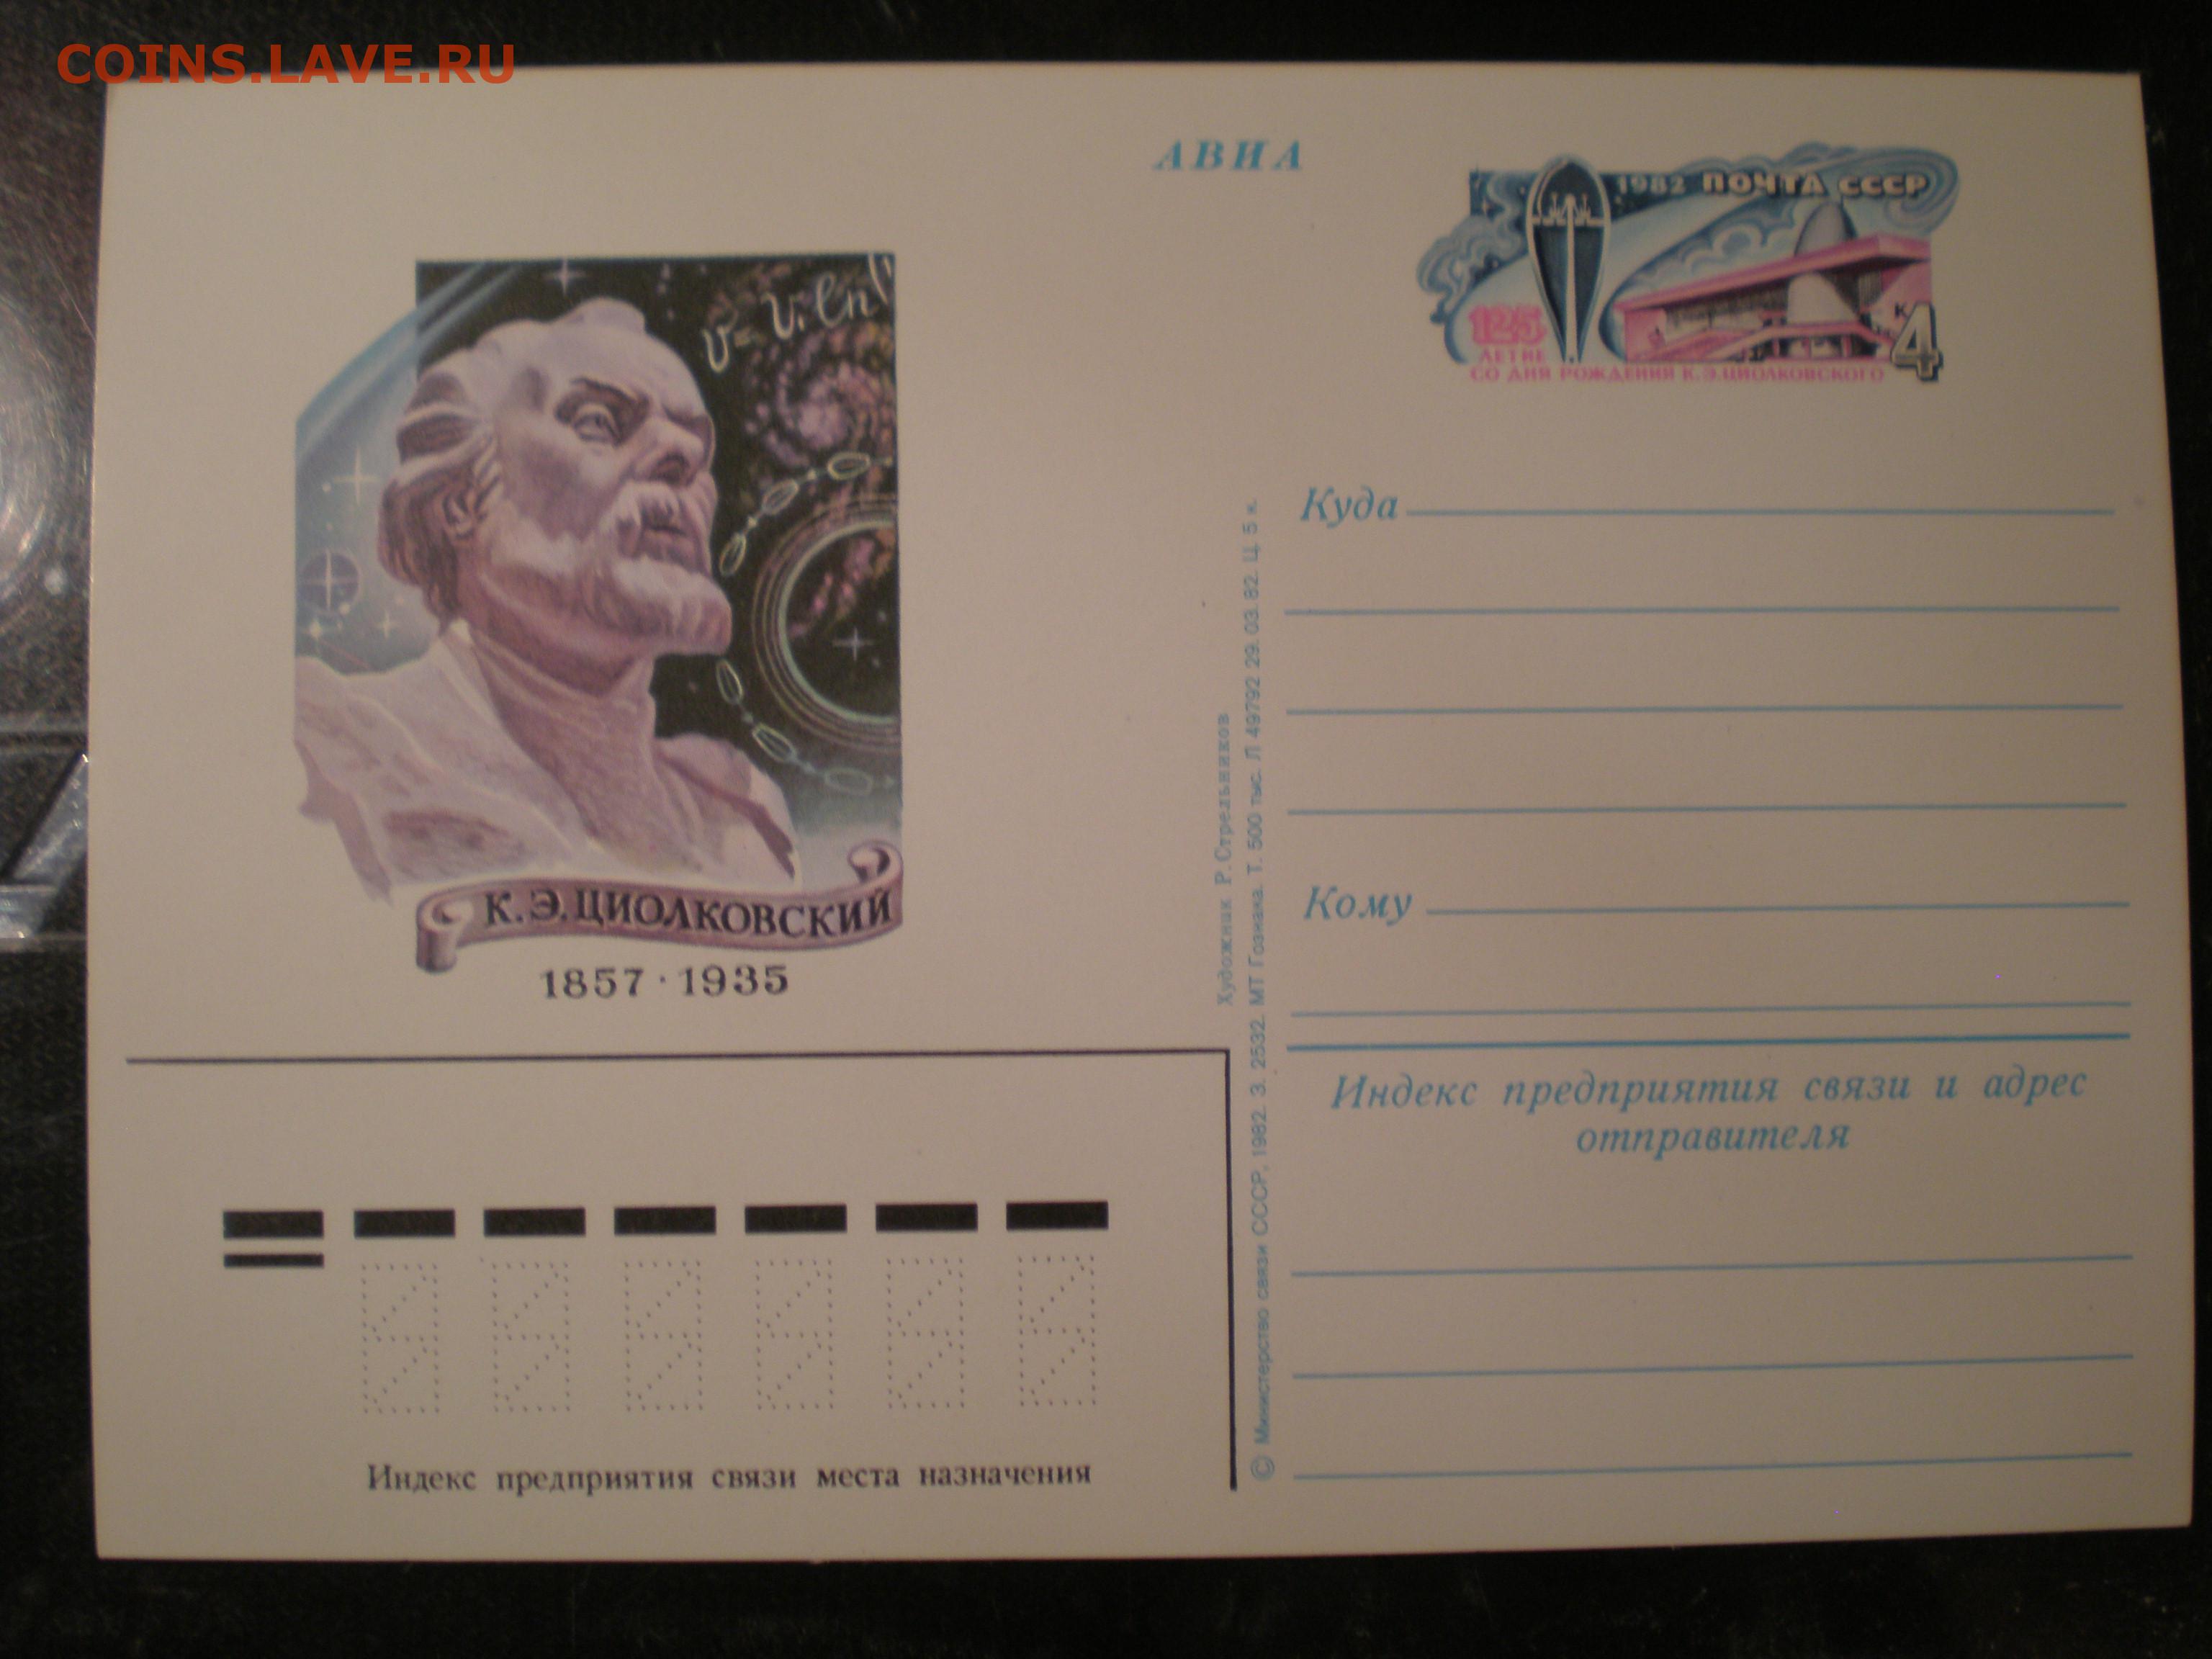 COINS.LAVE.RU
АВИА
1982 ПОЧТА СССР
125
ЛЕТИЕ
СО ДНЯ РОЖДЕНИЯ К.Э.ЦИОЛКОВСКОГО
К 4
υ= υ. ln
К.Э.ЦИОЛКОВСКИЙ
1857·1935
Куда
Кому
Индекс предприятия связи и адрес
отправителя
Художник Р. Стрельников
© Министерство связи СССР, 1982. З. 2532. МТ Гознака. Т. 500 тыс. Л 49792 29. 03. 82. Ц. 5 к.
Индекс предприятия связи места назначения